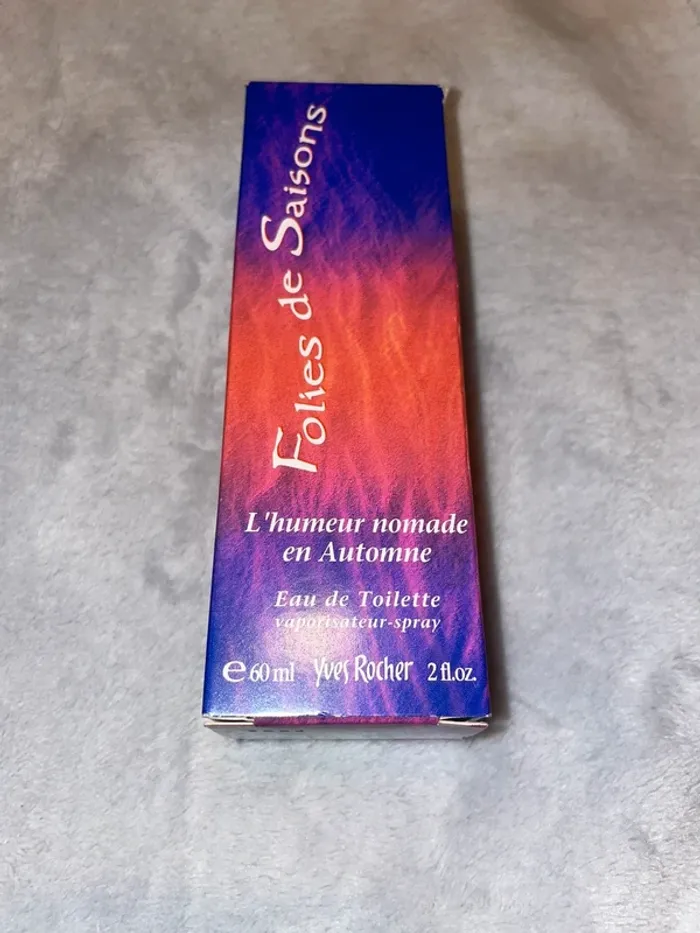 Folies de Saisons
L'humeur nomade
en Automne
Eau de Toilette
vaporisateur-spray
e 60 ml Yves Rocher 2 fl.oz.